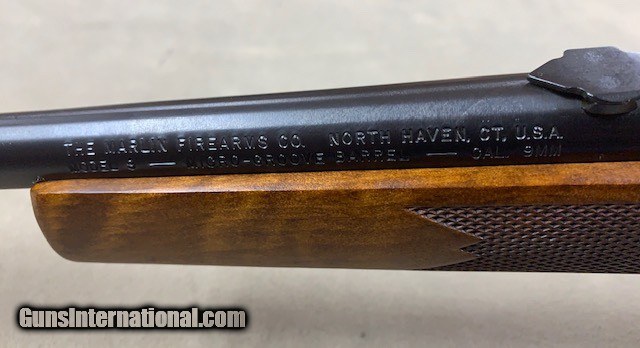 THE MARLIN FIREARMS CO. NORTH HAVEN, CT. U.S.A.
MODEL 9 — MICRO-GROOVE BARREL — CAL. 9MM
GunsInternational.com